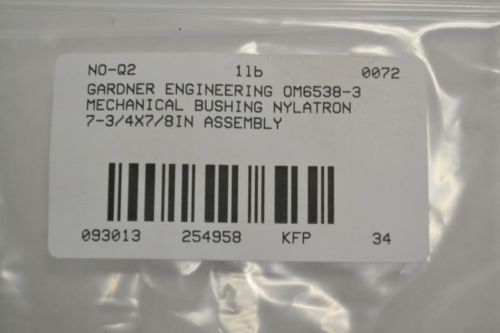 NO-Q2 1lb 0072
GARDNER ENGINEERING OM6538-3
MECHANICAL BUSHING NYLATRON
7-3/4X7/8IN ASSEMBLY
093013 254958 KFP 34